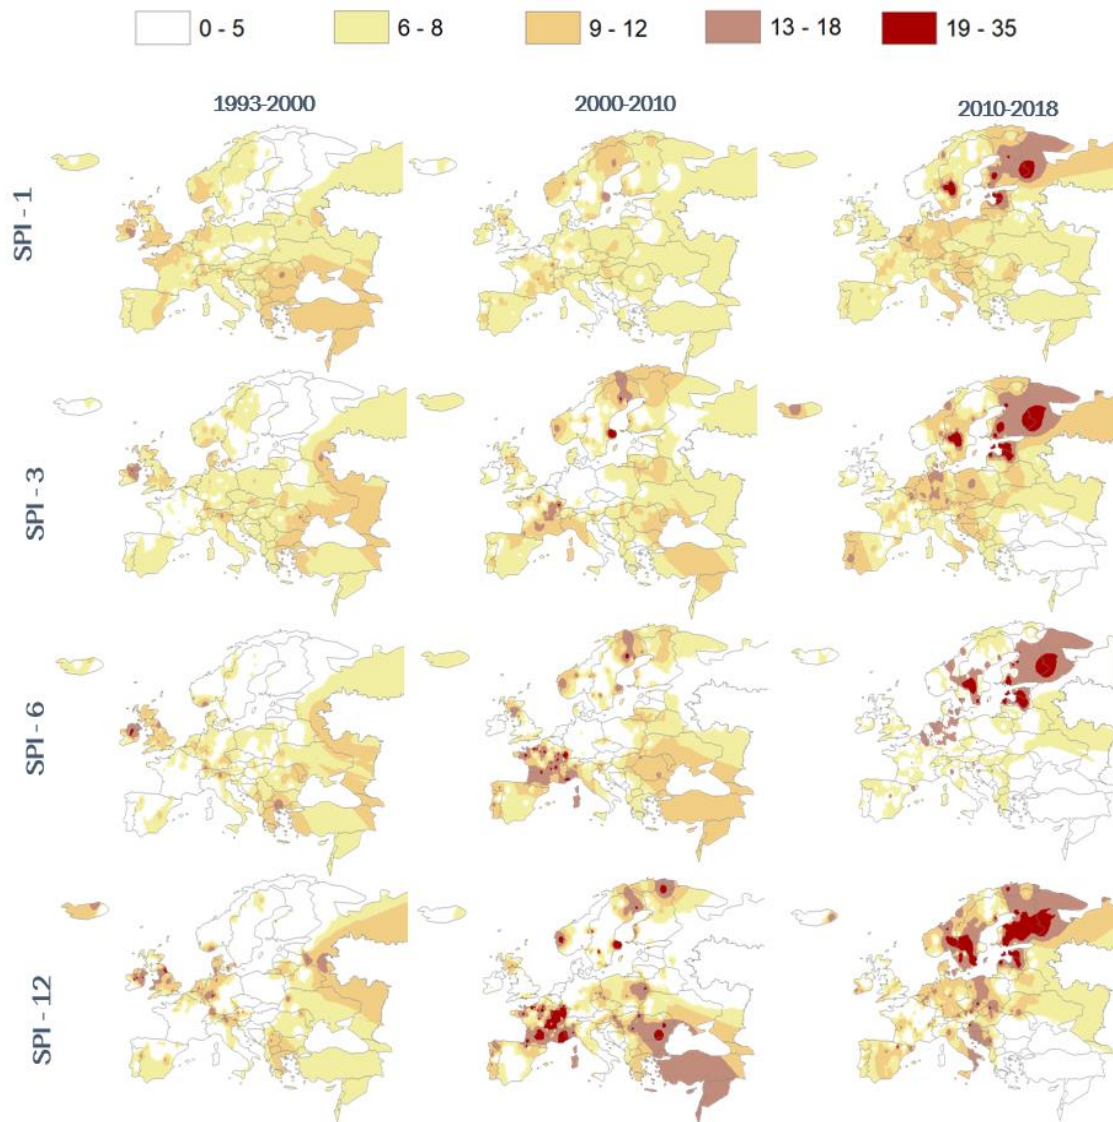 0 - 5 6 - 8 9 - 12 13 - 18 19 - 35
1993-2000 2000-2010 2010-2018
SPI - 1
SPI - 3
SPI - 6
SPI - 12